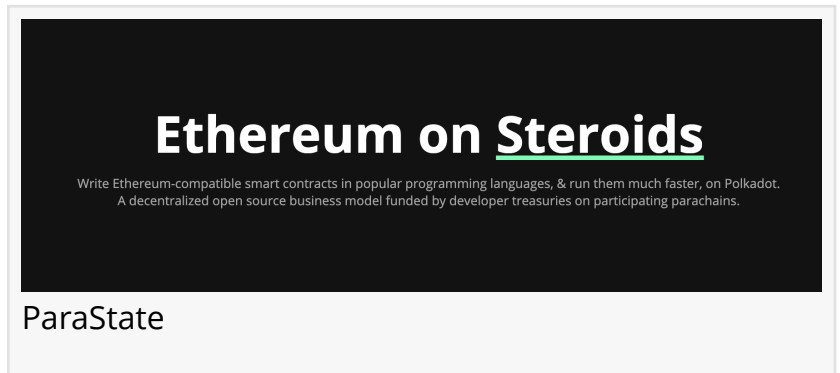 Ethereum on Steroids
Write Ethereum-compatible smart contracts in popular programming languages, & run them much faster, on Polkadot.
A decentralized open source business model funded by developer treasuries on participating parachains.
ParaState